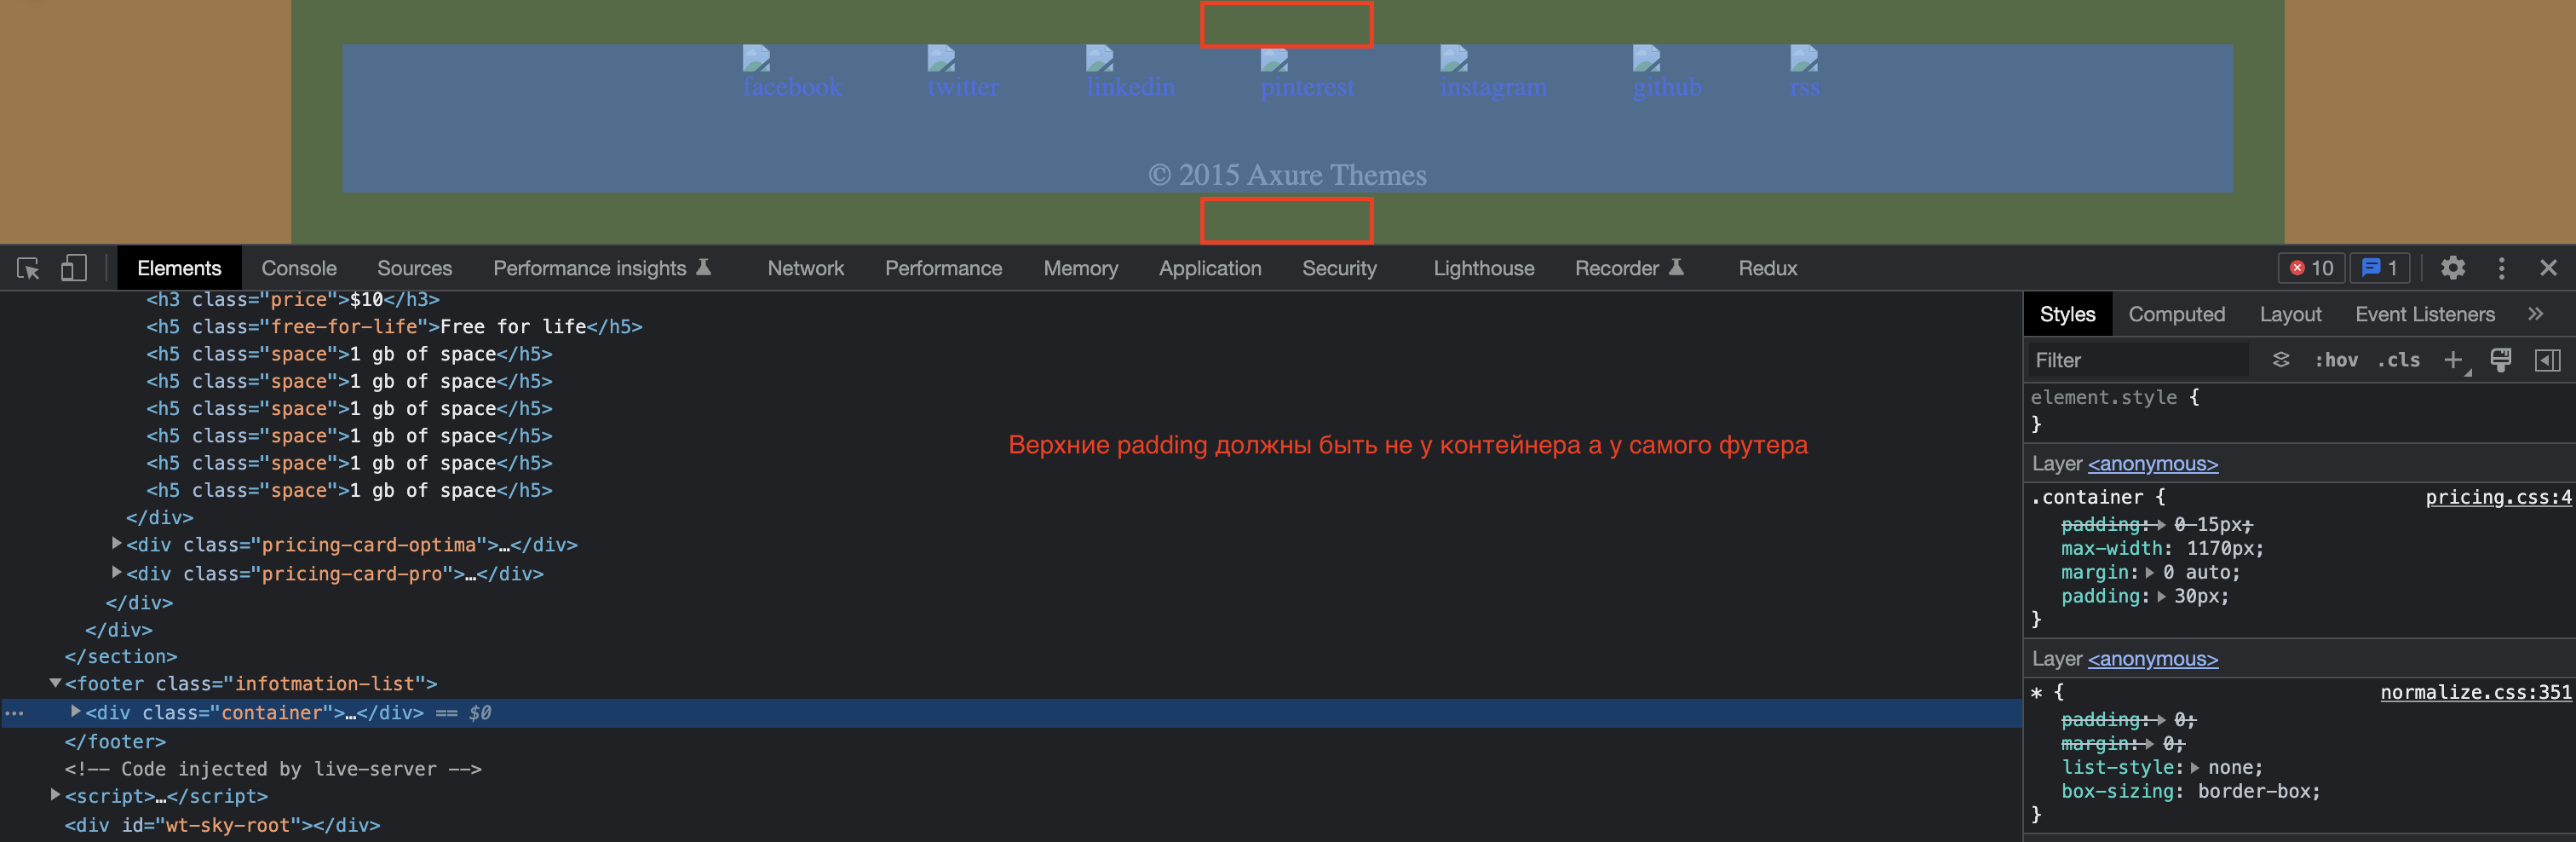 facebook twitter linkedin pinterest instagram github rss
© 2015 Axure Themes
Elements Console Sources Performance insights Network Performance Memory Application Security Lighthouse Recorder Redux 10 1
<h3 class="price">$10</h3>
<h5 class="free-for-life">Free for life</h5>
<h5 class="space">1 gb of space</h5>
<h5 class="space">1 gb of space</h5>
<h5 class="space">1 gb of space</h5>
<h5 class="space">1 gb of space</h5>
<h5 class="space">1 gb of space</h5>
<h5 class="space">1 gb of space</h5>
</div>
<div class="pricing-card-optima">…</div>
<div class="pricing-card-pro">…</div>
</div>
</div>
</section>
<footer class="infotmation-list">
<div class="container">…</div> == $0
</footer>
<!-- Code injected by live-server -->
<script>…</script>
<div id="wt-sky-root"></div>
Верхние padding должны быть не у контейнера а у самого футера
Styles Computed Layout Event Listeners »
Filter :hov .cls +
element.style {
}
Layer <anonymous>
.container { pricing.css:4
padding: 0 15px;
max-width: 1170px;
margin: 0 auto;
padding: 30px;
}
Layer <anonymous>
* { normalize.css:351
padding: 0;
margin: 0;
list-style: none;
box-sizing: border-box;
}